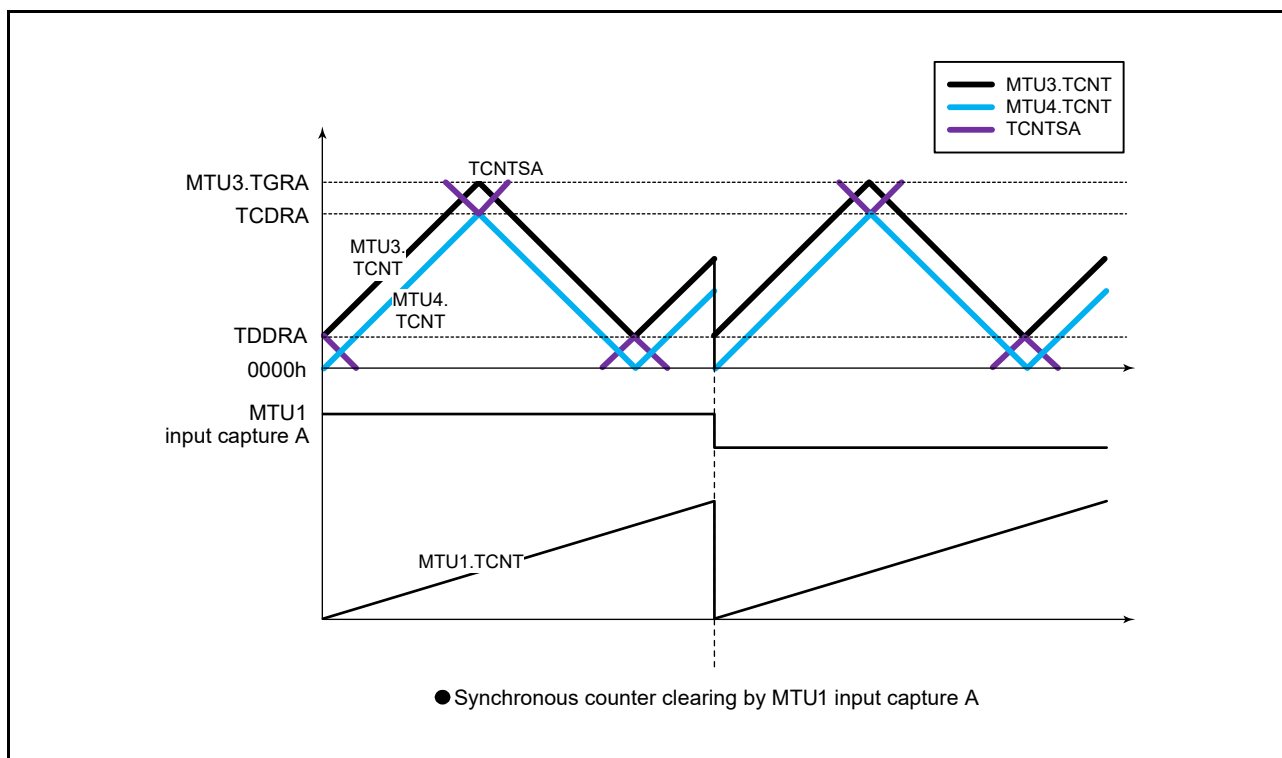 MTU3.TCNT
MTU4.TCNT
TCNTSA
TCNTSA
MTU3.TGRA
TCDRA
MTU3.
TCNT
MTU4.
TCNT
TDDRA
0000h
MTU1
input capture A
MTU1.TCNT
●Synchronous counter clearing by MTU1 input capture A